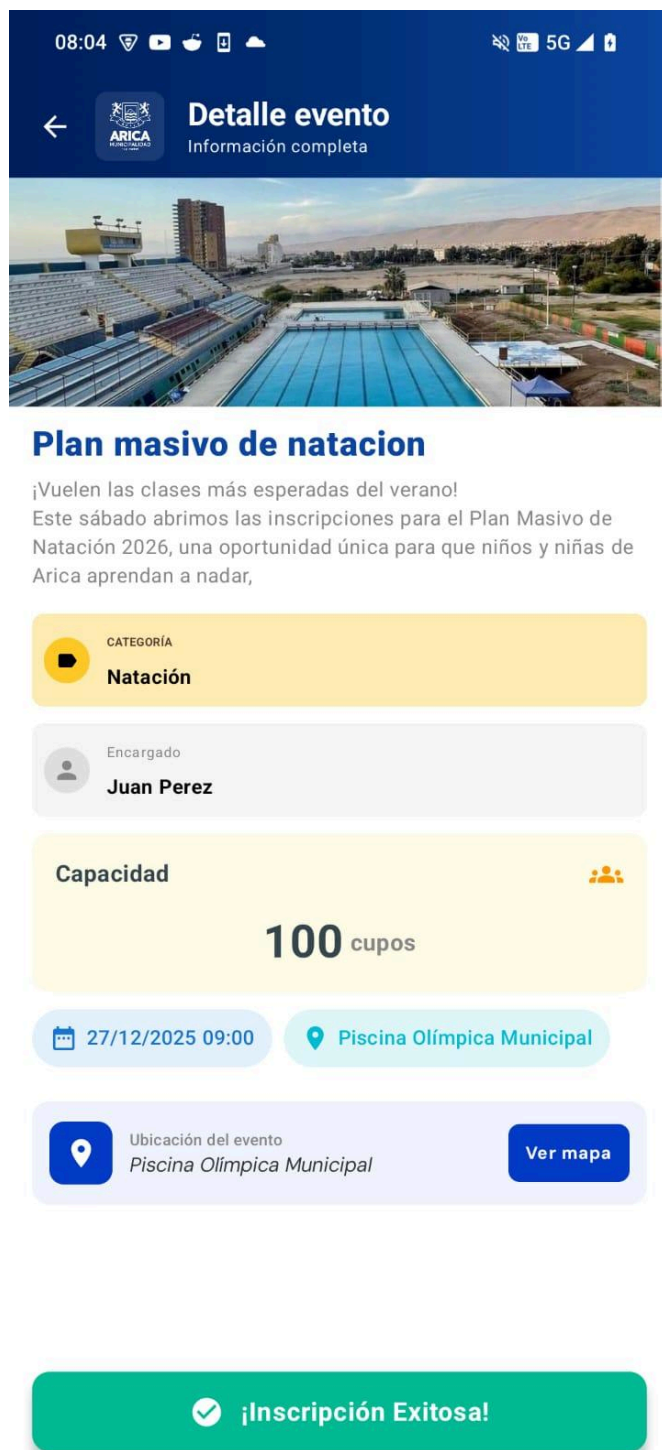 08:04
Vo
LTE
5G
ARICA
MUNICIPALIDAD
Detalle evento
Información completa
Plan masivo de natacion
¡Vuelen las clases más esperadas del verano!
Este sábado abrimos las inscripciones para el Plan Masivo de
Natación 2026, una oportunidad única para que niños y niñas de
Arica aprendan a nadar,
CATEGORÍA
Natación
Encargado
Juan Perez
Capacidad
100 cupos
27/12/2025 09:00
Piscina Olímpica Municipal
Ubicación del evento
Piscina Olímpica Municipal
Ver mapa
¡Inscripción Exitosa!